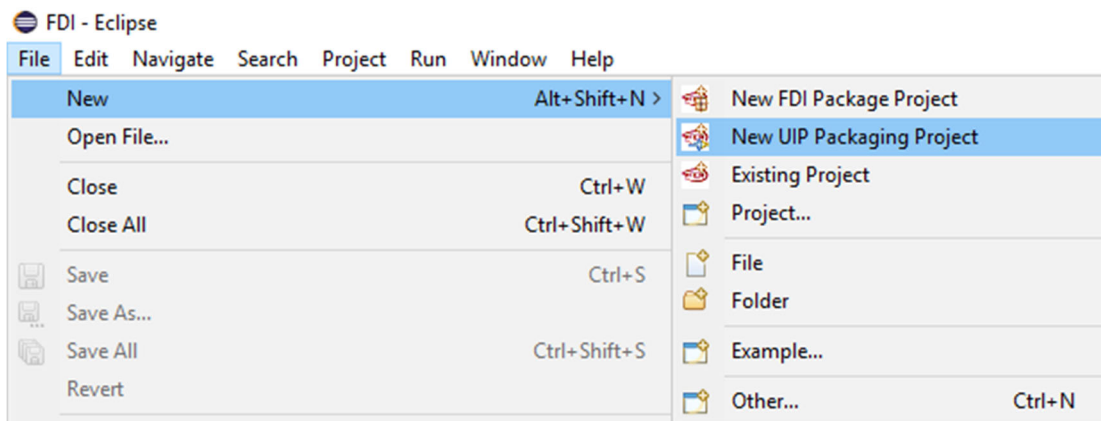 FDI - Eclipse
File Edit Navigate Search Project Run Window Help
New Alt+Shift+N >
Open File...
Close Ctrl+W
Close All Ctrl+Shift+W
Save Ctrl+S
Save As...
Save All Ctrl+Shift+S
Revert
New FDI Package Project
New UIP Packaging Project
Existing Project
Project...
File
Folder
Example...
Other... Ctrl+N